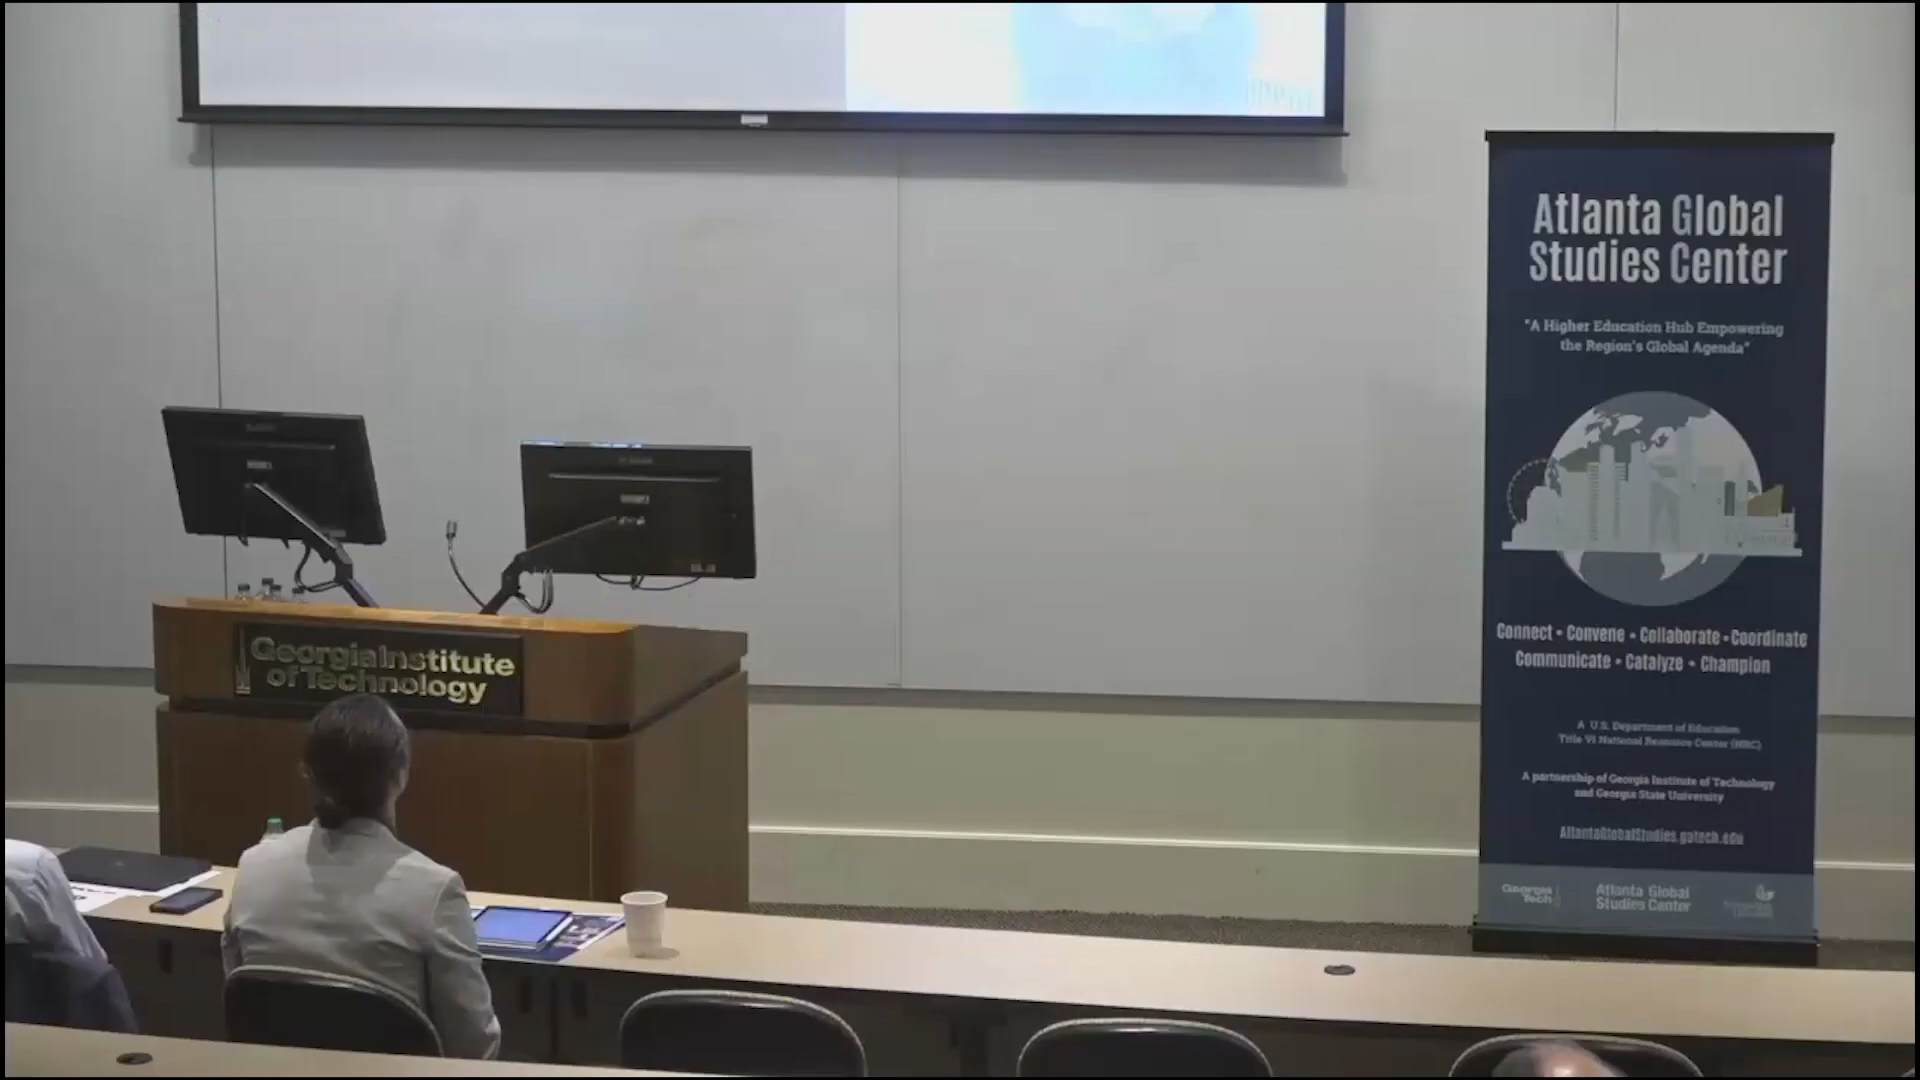 Georgia Institute
of Technology
Atlanta Global
Studies Center
"A Higher Education Hub Empowering
the Region's Global Agenda"
Connect • Convene • Collaborate • Coordinate
Communicate • Catalyze • Champion
A U.S. Department of Education
Title VI National Resource Center (NRC)
A partnership of Georgia Institute of Technology
and Georgia State University
AtlantaGlobalStudies.gatech.edu
Georgia
Tech
Atlanta Global
Studies Center